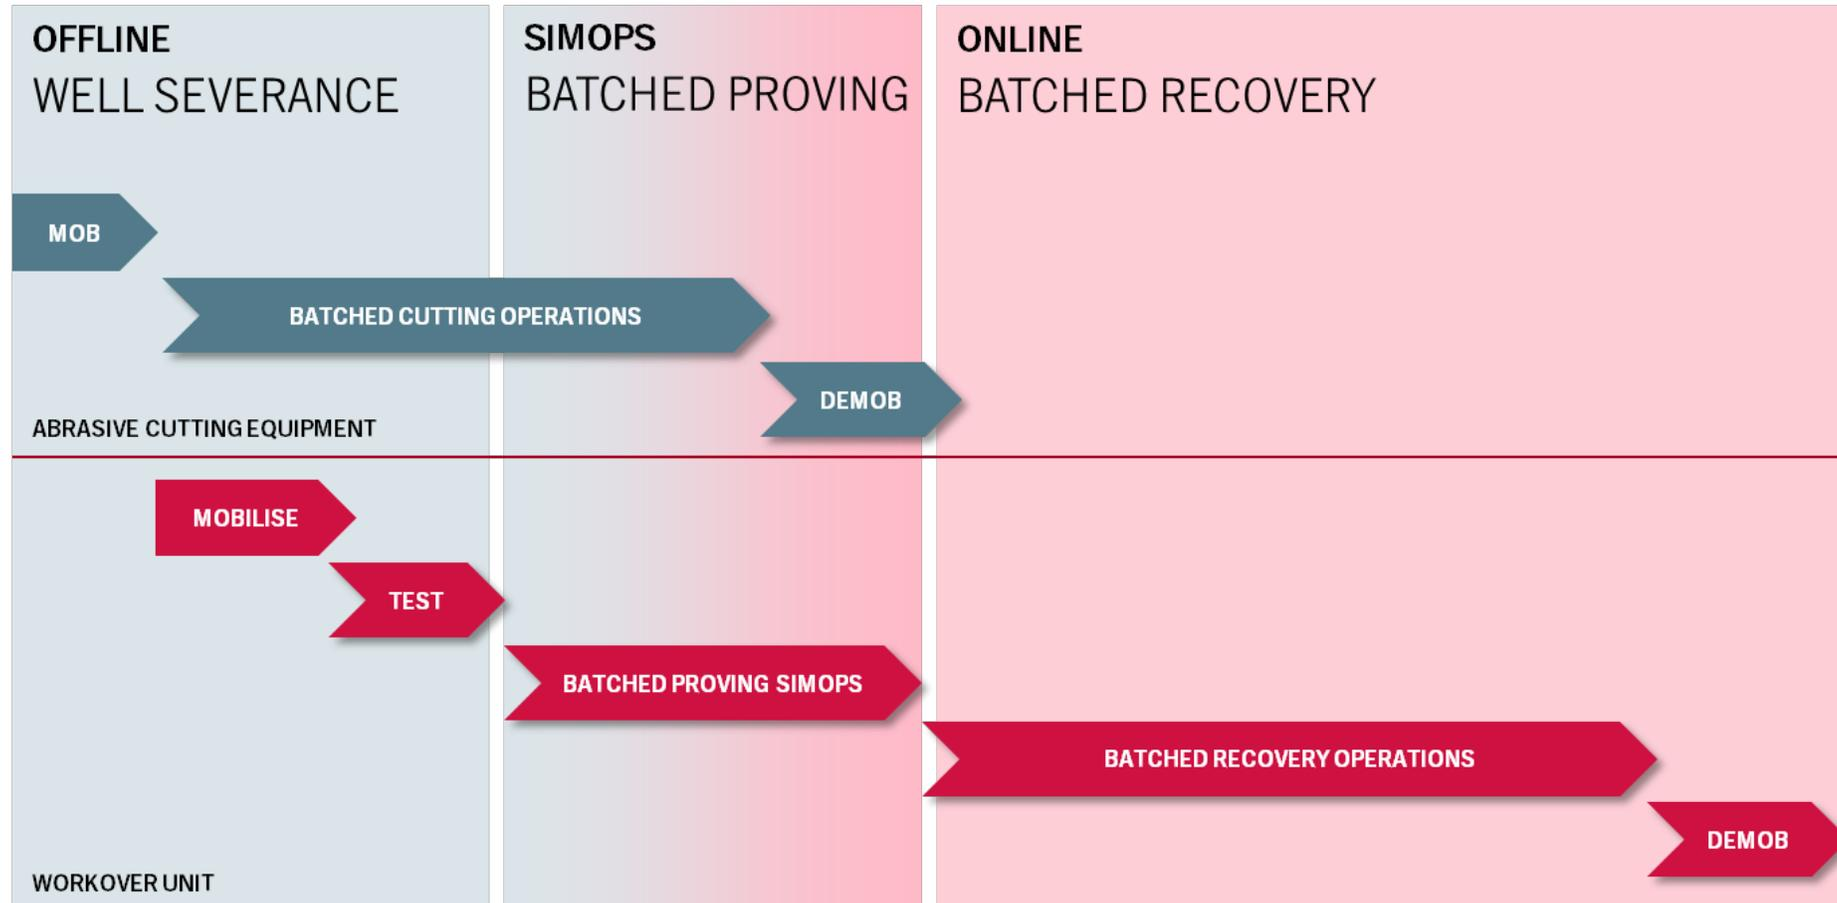 OFFLINE
WELL SEVERANCE
SIMOPS
BATCHED PROVING
ONLINE
BATCHED RECOVERY
MOB
BATCHED CUTTING OPERATIONS
DEMOB
ABRASIVE CUTTING EQUIPMENT
MOBILISE
TEST
BATCHED PROVING SIMOPS
BATCHED RECOVERY OPERATIONS
DEMOB
WORKOVER UNIT